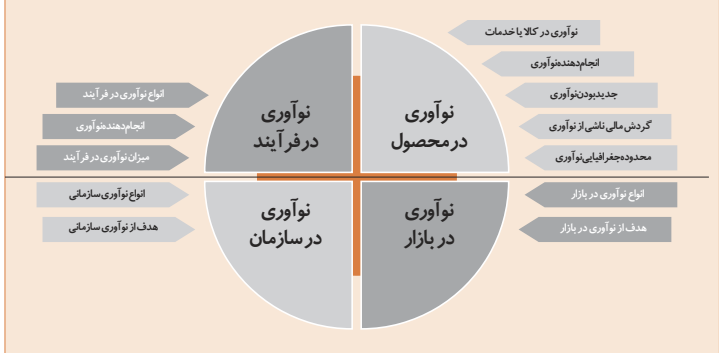 نوآوری در کالا یا خدمات
انجام‌دهنده‌نوآوری
جدیدبودن‌نوآوری
گردش مالی ناشی از نوآوری
محدوده‌جغرافیایی‌نوآوری
نوآوری
در محصول
نوآوری
در فرآیند
انواع نوآوری در فرآیند
انجام‌دهنده‌نوآوری
میزان نوآوری در فرآیند
انواع نوآوری در بازار
هدف از نوآوری در بازار
نوآوری
در بازار
نوآوری
در سازمان
انواع نوآوری سازمانی
هدف از نوآوری سازمانی